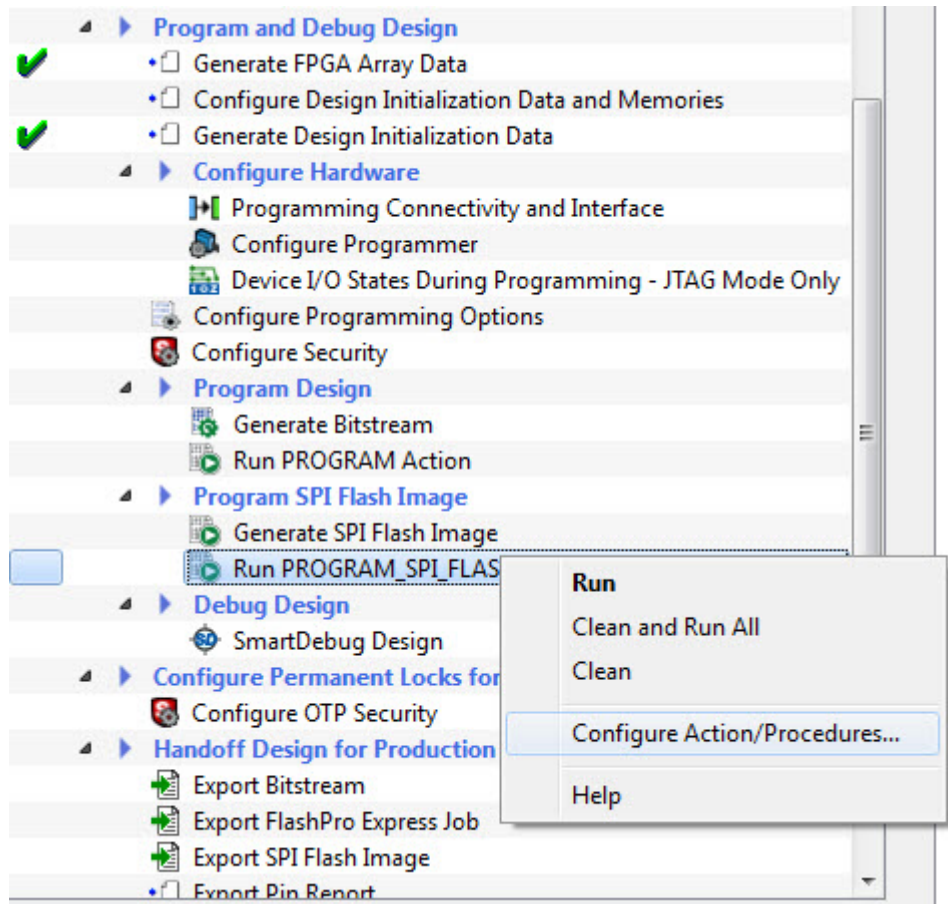 Program and Debug Design
Generate FPGA Array Data
Configure Design Initialization Data and Memories
Generate Design Initialization Data
Configure Hardware
Programming Connectivity and Interface
Configure Programmer
Device I/O States During Programming - JTAG Mode Only
Configure Programming Options
Configure Security
Program Design
Generate Bitstream
Run PROGRAM Action
Program SPI Flash Image
Generate SPI Flash Image
Run PROGRAM_SPI_FLAS
Debug Design
SmartDebug Design
Configure Permanent Locks for
Configure OTP Security
Handoff Design for Production
Export Bitstream
Export FlashPro Express Job
Export SPI Flash Image
Export Pin Report
Run
Clean and Run All
Clean
Configure Action/Procedures...
Help